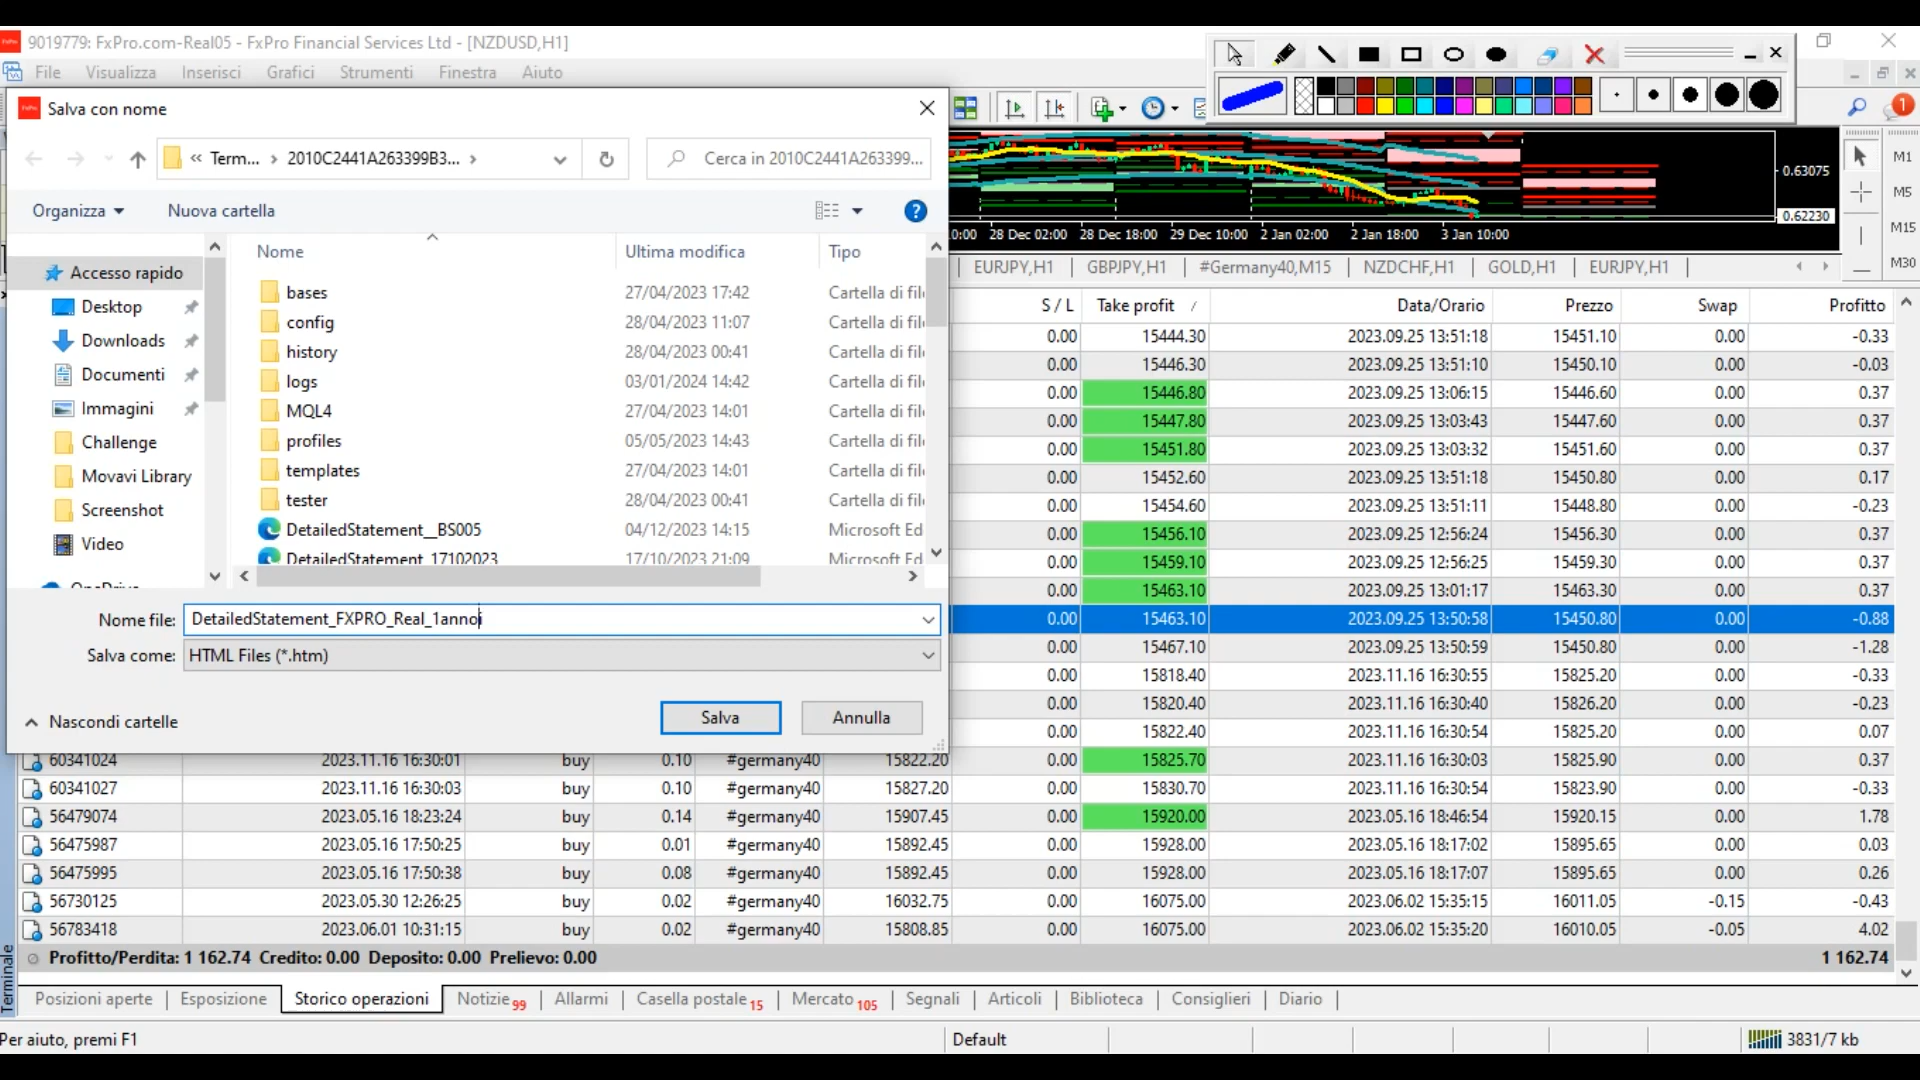 9019779: FxPro.com-Real05 - FxPro Financial Services Ltd - [NZDUSD,H1]
File Visualizza Inserisci Grafici Strumenti Finestra Aiuto
Salva con nome
« Term... › 2010C2441A263399B3... ›
Cerca in 2010C2441A263399...
Organizza Nuova cartella
Nome Ultima modifica Tipo
Accesso rapido
Desktop
Downloads
Documenti
Immagini
Challenge
Movavi Library
Screenshot
Video
OneDrive
bases 27/04/2023 17:42 Cartella di file
config 28/04/2023 11:07 Cartella di file
history 28/04/2023 00:41 Cartella di file
logs 03/01/2024 14:42 Cartella di file
MQL4 27/04/2023 14:01 Cartella di file
profiles 05/05/2023 14:43 Cartella di file
templates 27/04/2023 14:01 Cartella di file
tester 28/04/2023 00:41 Cartella di file
DetailedStatement__BS005 04/12/2023 14:15 Microsoft Ed
DetailedStatement_17102023 17/10/2023 21:09 Microsoft Ed
Nome file: DetailedStatement_FXPRO_Real_1annoi
Salva come: HTML Files (*.htm)
Nascondi cartelle
Salva Annulla
1
0.63075
0.62230
0:00 28 Dec 02:00 28 Dec 18:00 29 Dec 10:00 2 Jan 02:00 2 Jan 18:00 3 Jan 10:00
M1
M5
M15
M30
EURJPY,H1 | GBPJPY,H1 | #Germany40,M15 | NZDCHF,H1 | GOLD,H1 | EURJPY,H1 |
S / L Take profit / Data/Orario Prezzo Swap Profitto
0.00 15444.30 2023.09.25 13:51:18 15451.10 0.00 -0.33
0.00 15446.30 2023.09.25 13:51:10 15450.10 0.00 -0.03
0.00 15446.80 2023.09.25 13:06:15 15446.60 0.00 0.37
0.00 15447.80 2023.09.25 13:03:43 15447.60 0.00 0.37
0.00 15451.80 2023.09.25 13:03:32 15451.60 0.00 0.37
0.00 15452.60 2023.09.25 13:51:18 15450.80 0.00 0.17
0.00 15454.60 2023.09.25 13:51:11 15448.80 0.00 -0.23
0.00 15456.10 2023.09.25 12:56:24 15456.30 0.00 0.37
0.00 15459.10 2023.09.25 12:56:25 15459.30 0.00 0.37
0.00 15463.10 2023.09.25 13:01:17 15463.30 0.00 0.37
0.00 15463.10 2023.09.25 13:50:58 15450.80 0.00 -0.88
0.00 15467.10 2023.09.25 13:50:59 15450.80 0.00 -1.28
0.00 15818.40 2023.11.16 16:30:55 15825.20 0.00 -0.33
0.00 15820.40 2023.11.16 16:30:40 15826.20 0.00 -0.23
0.00 15822.40 2023.11.16 16:30:54 15825.20 0.00 0.07
60341024 2023.11.16 16:30:01 buy 0.10 #germany40 15822.20 0.00 15825.70 2023.11.16 16:30:03 15825.90 0.00 0.37
60341027 2023.11.16 16:30:03 buy 0.10 #germany40 15827.20 0.00 15830.70 2023.11.16 16:30:54 15823.90 0.00 -0.33
56479074 2023.05.16 18:23:24 buy 0.14 #germany40 15907.45 0.00 15920.00 2023.05.16 18:46:54 15920.15 0.00 1.78
56475987 2023.05.16 17:50:25 buy 0.01 #germany40 15892.45 0.00 15928.00 2023.05.16 18:17:02 15895.65 0.00 0.03
56475995 2023.05.16 17:50:38 buy 0.08 #germany40 15892.45 0.00 15928.00 2023.05.16 18:17:07 15895.65 0.00 0.26
56730125 2023.05.30 12:26:25 buy 0.02 #germany40 16032.75 0.00 16075.00 2023.06.02 15:35:15 16011.05 -0.15 -0.43
56783418 2023.06.01 10:31:15 buy 0.02 #germany40 15808.85 0.00 16075.00 2023.06.02 15:35:20 16010.05 -0.05 4.02
Profitto/Perdita: 1 162.74 Credito: 0.00 Deposito: 0.00 Prelievo: 0.00 1 162.74
Terminale
Posizioni aperte | Esposizione Storico operazioni Notizie 99 | Allarmi | Casella postale 15 | Mercato 105 | Segnali | Articoli | Biblioteca | Consiglieri | Diario |
Per aiuto, premi F1 Default 3831/7 kb